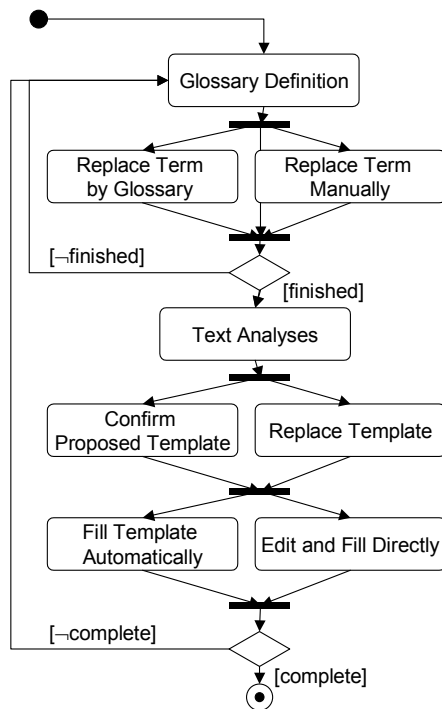 Glossary Definition
Replace Term
by Glossary
Replace Term
Manually
[¬finished]
[finished]
Text Analyses
Confirm
Proposed Template
Replace Template
Fill Template
Automatically
Edit and Fill Directly
[¬complete]
[complete]